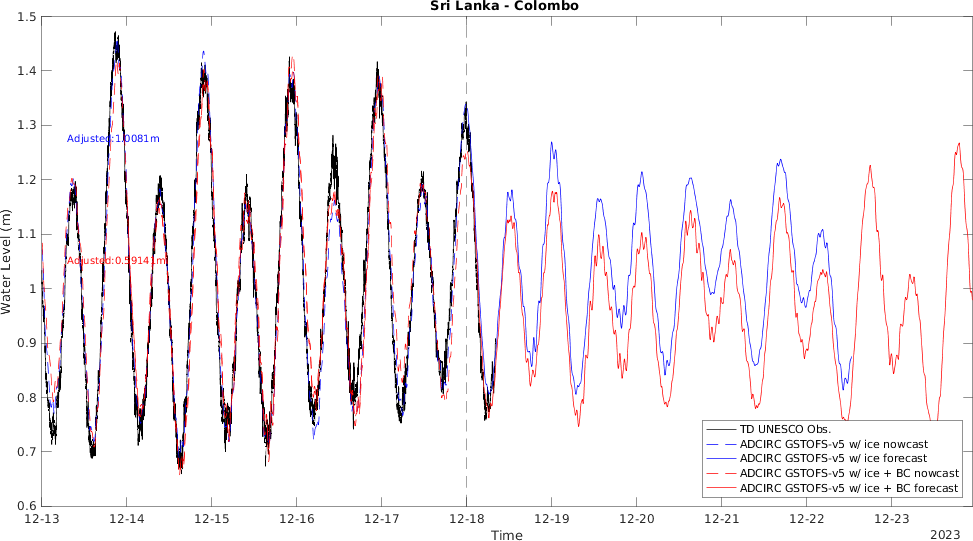 Sri Lanka - Colombo
1.5
1.4
1.3
1.2
1.1
1
0.9
0.8
0.7
0.6
Water Level (m)
Adjusted:1.0081m
Adjusted:0.59141m
TD UNESCO Obs.
ADCIRC GSTOFS-v5 w/ ice nowcast
ADCIRC GSTOFS-v5 w/ ice forecast
ADCIRC GSTOFS-v5 w/ ice + BC nowcast
ADCIRC GSTOFS-v5 w/ ice + BC forecast
12-13 12-14 12-15 12-16 12-17 12-18 12-19 12-20 12-21 12-22 12-23
Time
2023